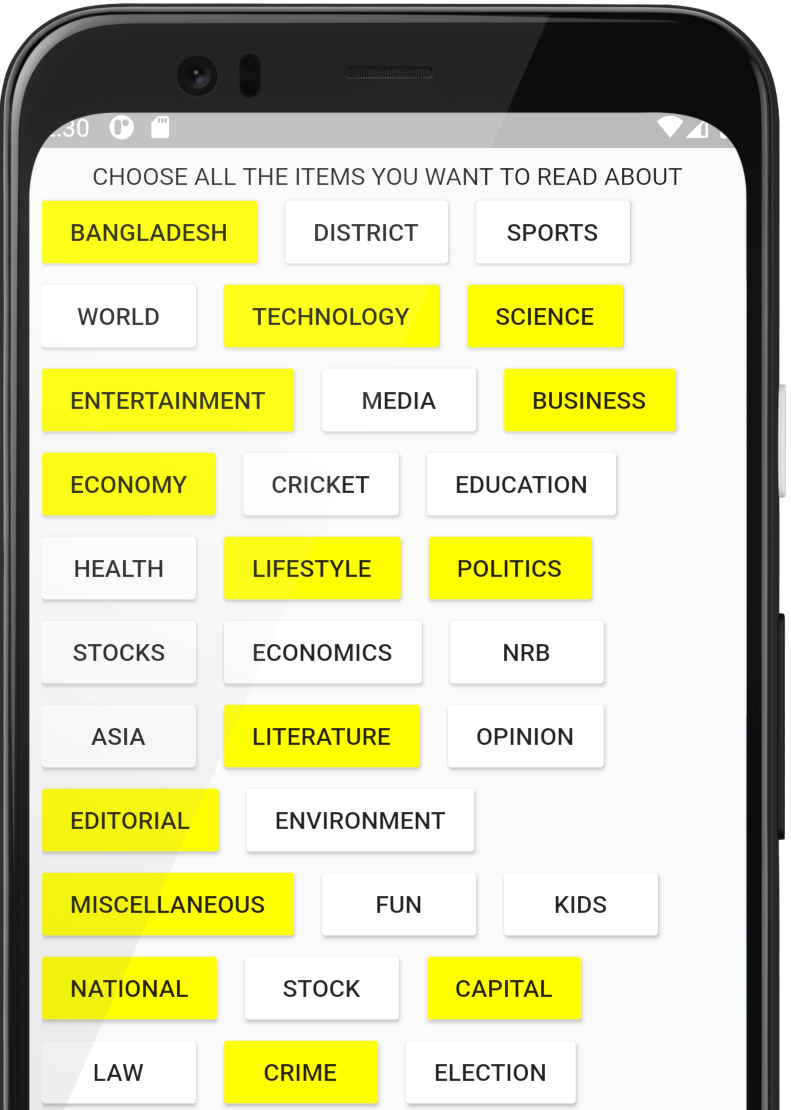 :30
CHOOSE ALL THE ITEMS YOU WANT TO READ ABOUT
BANGLADESH DISTRICT SPORTS
WORLD TECHNOLOGY SCIENCE
ENTERTAINMENT MEDIA BUSINESS
ECONOMY CRICKET EDUCATION
HEALTH LIFESTYLE POLITICS
STOCKS ECONOMICS NRB
ASIA LITERATURE OPINION
EDITORIAL ENVIRONMENT
MISCELLANEOUS FUN KIDS
NATIONAL STOCK CAPITAL
LAW CRIME ELECTION